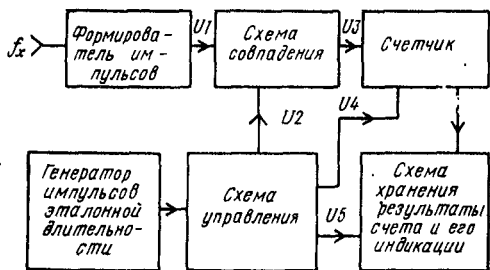 fx
Формирова-
тель им-
пульсов
U1
Схема
совпадения
U3
Счетчик
U2
U4
Генератор
импульсов
эталонной
длительно-
сти
Схема
управления
U5
Схема
хранения
результаты
счета и его
индикации